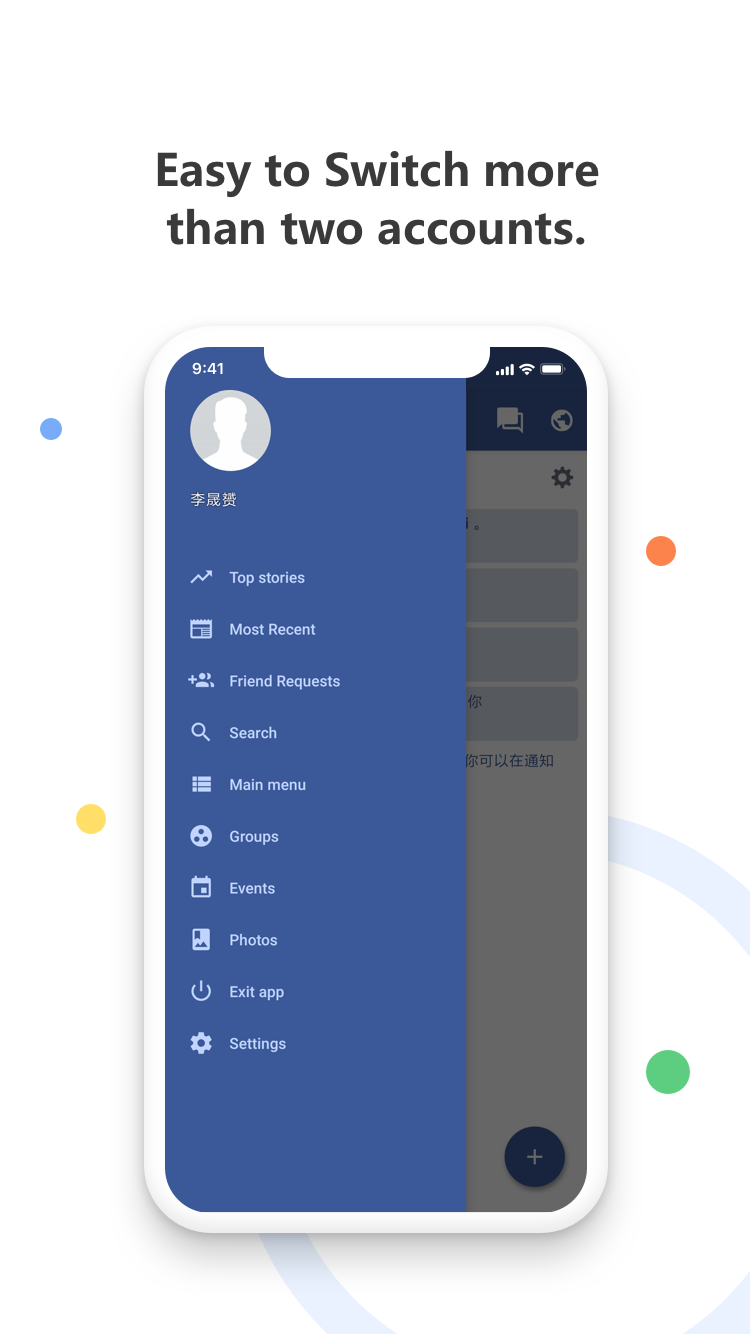 Easy to Switch more
than two accounts.
9:41
李晟赟
。
Top stories
Most Recent
Friend Requests
你
Search
你可以在通知
Main menu
Groups
Events
Photos
Exit app
Settings